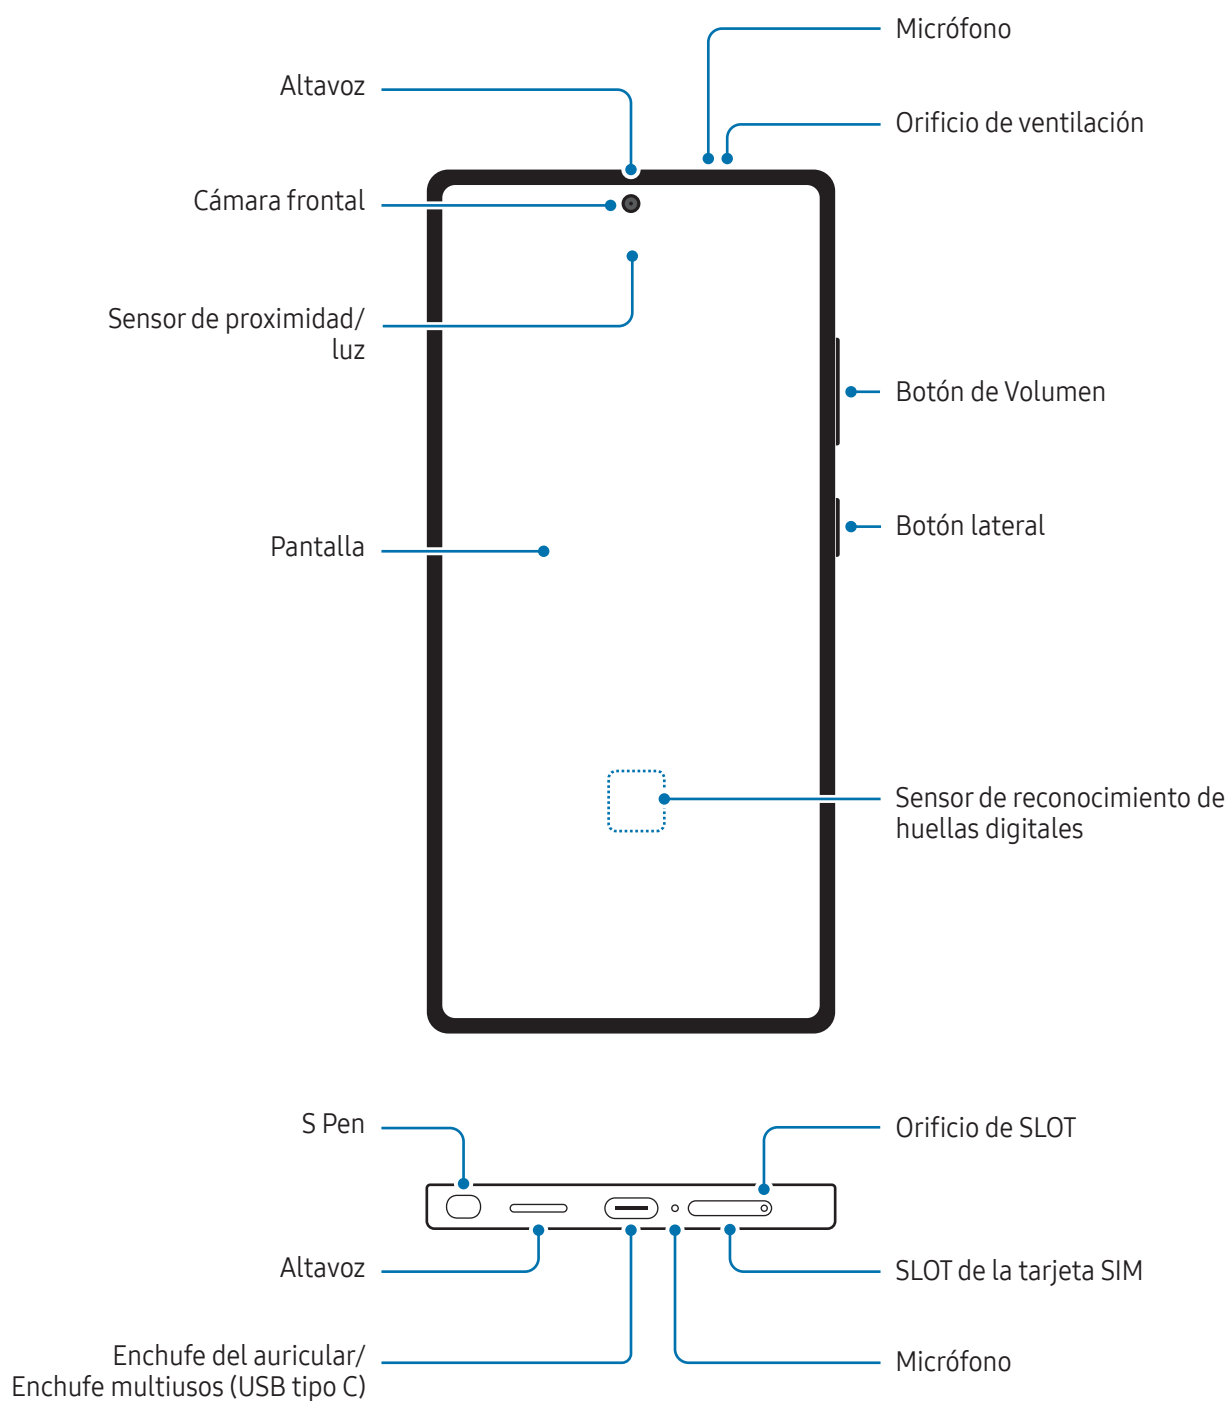 Micrófono
Altavoz
Orificio de ventilación
Cámara frontal
Sensor de proximidad/
luz
Botón de Volumen
Botón lateral
Pantalla
Sensor de reconocimiento de
huellas digitales
S Pen
Orificio de SLOT
Altavoz
SLOT de la tarjeta SIM
Enchufe del auricular/
Enchufe multiusos (USB tipo C)
Micrófono